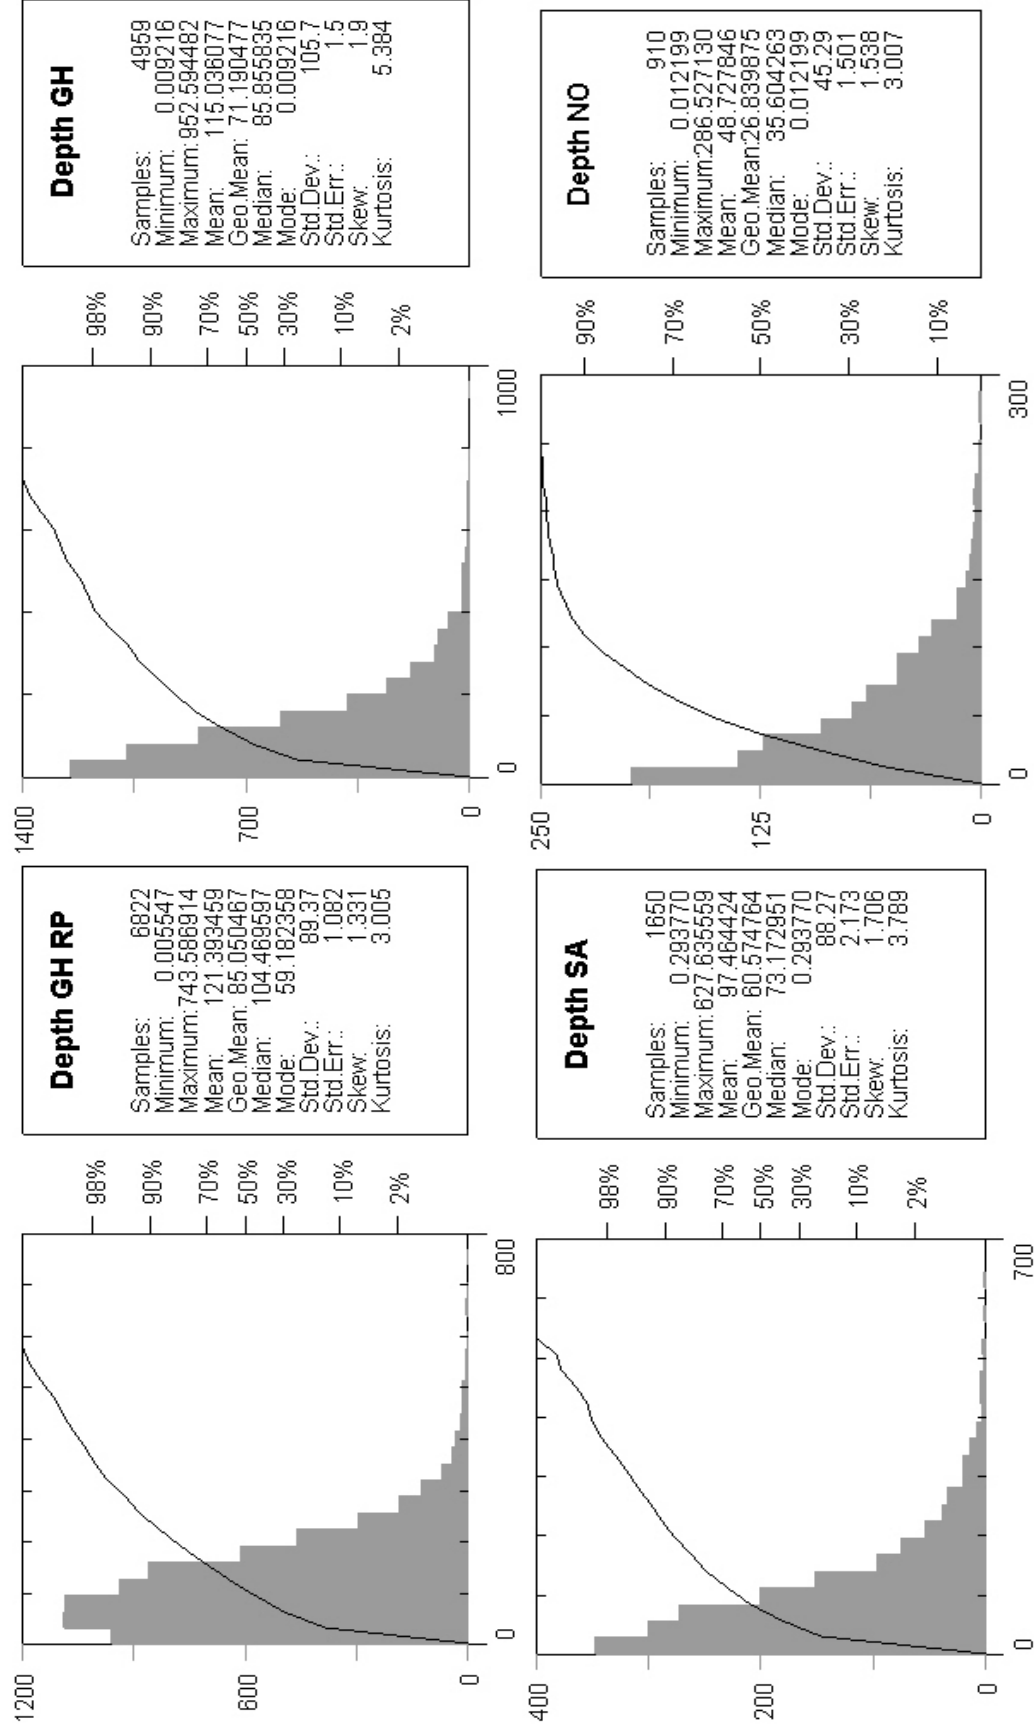 1200
600
0
0
800
98%
90%
70%
50%
30%
10%
2%
Depth GH RP
Samples: 6822
Minimum: 0.005547
Maximum:743.586914
Mean: 121.393459
Geo.Mean: 85.050467
Median: 104.469597
Mode: 59.182358
Std.Dev.: 89.37
Std.Err.: 1.082
Skew: 1.331
Kurtosis: 3.005
1400
700
0
0
1000
98%
90%
70%
50%
30%
10%
2%
Depth GH
Samples: 4959
Minimum: 0.009216
Maximum:952.594482
Mean: 115.036077
Geo.Mean: 71.190477
Median: 85.855835
Mode: 0.009216
Std.Dev.: 105.7
Std.Err.: 1.5
Skew: 1.9
Kurtosis: 5.384
400
200
0
0
700
98%
90%
70%
50%
30%
10%
2%
Depth SA
Samples: 1650
Minimum: 0.293770
Maximum:627.635559
Mean: 97.464424
Geo.Mean: 60.574764
Median: 73.172951
Mode: 0.293770
Std.Dev.: 88.27
Std.Err.: 2.173
Skew: 1.706
Kurtosis: 3.789
250
125
0
0
300
90%
70%
50%
30%
10%
Depth NO
Samples: 910
Minimum: 0.012199
Maximum:286.527130
Mean: 48.727846
Geo.Mean:26.839875
Median: 35.604263
Mode: 0.012199
Std.Dev.: 45.29
Std.Err.: 1.501
Skew: 1.538
Kurtosis: 3.007